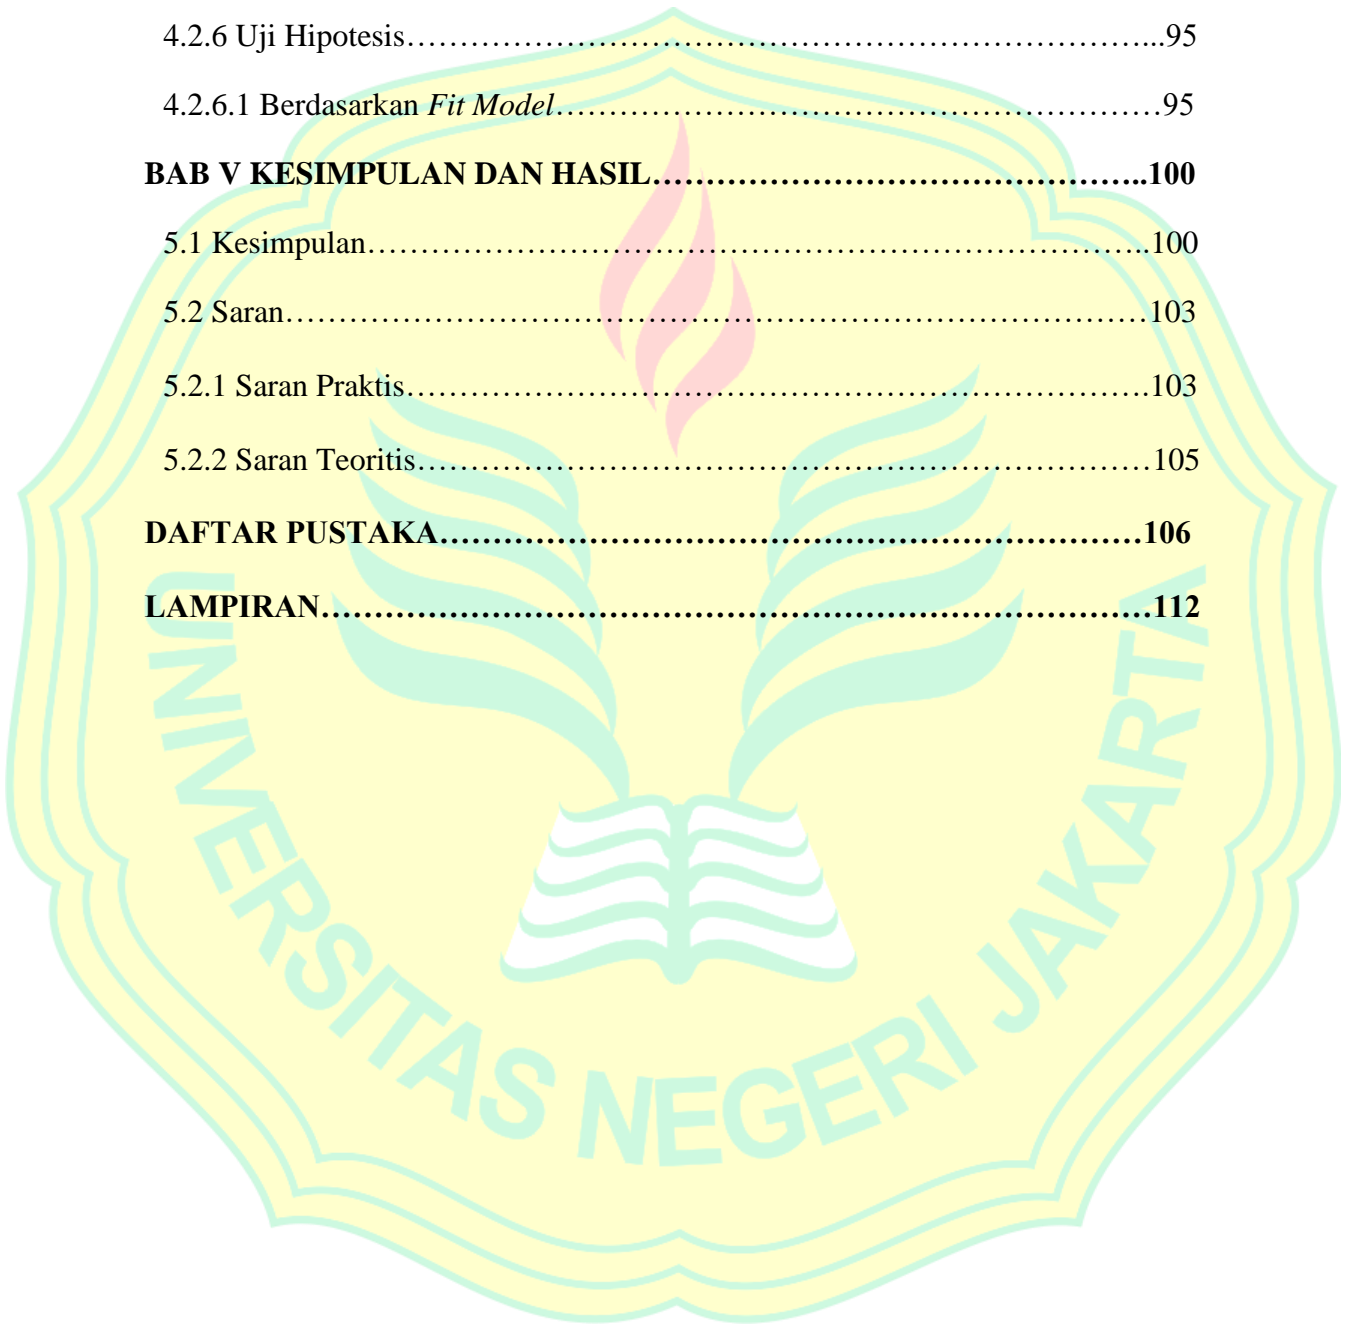 4.2.6 Uji Hipotesis…………………………………………………………………...95
4.2.6.1 Berdasarkan Fit Model……………………………………………………95
BAB V KESIMPULAN DAN HASIL………………………………………..100
5.1 Kesimpulan…………………………………………………………………..100
5.2 Saran…………………………………………………………………………103
5.2.1 Saran Praktis……………………………………………………………….103
5.2.2 Saran Teoritis………………………………………………………………105
DAFTAR PUSTAKA…………………………………………………………106
LAMPIRAN……………………………………………………………………112
UNIVERSITAS NEGERI JAKARTA